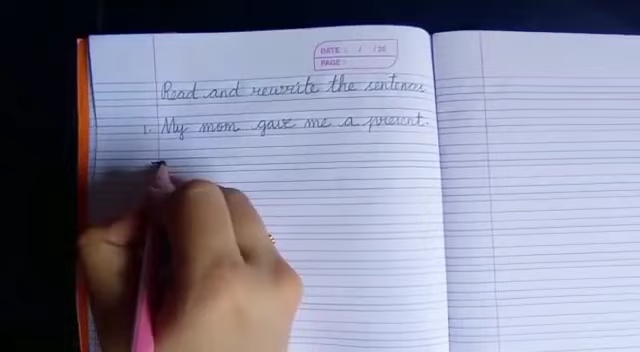 DATE: / /20
PAGE:
Read and rewrite the sentences
1. My mom gave me a present.